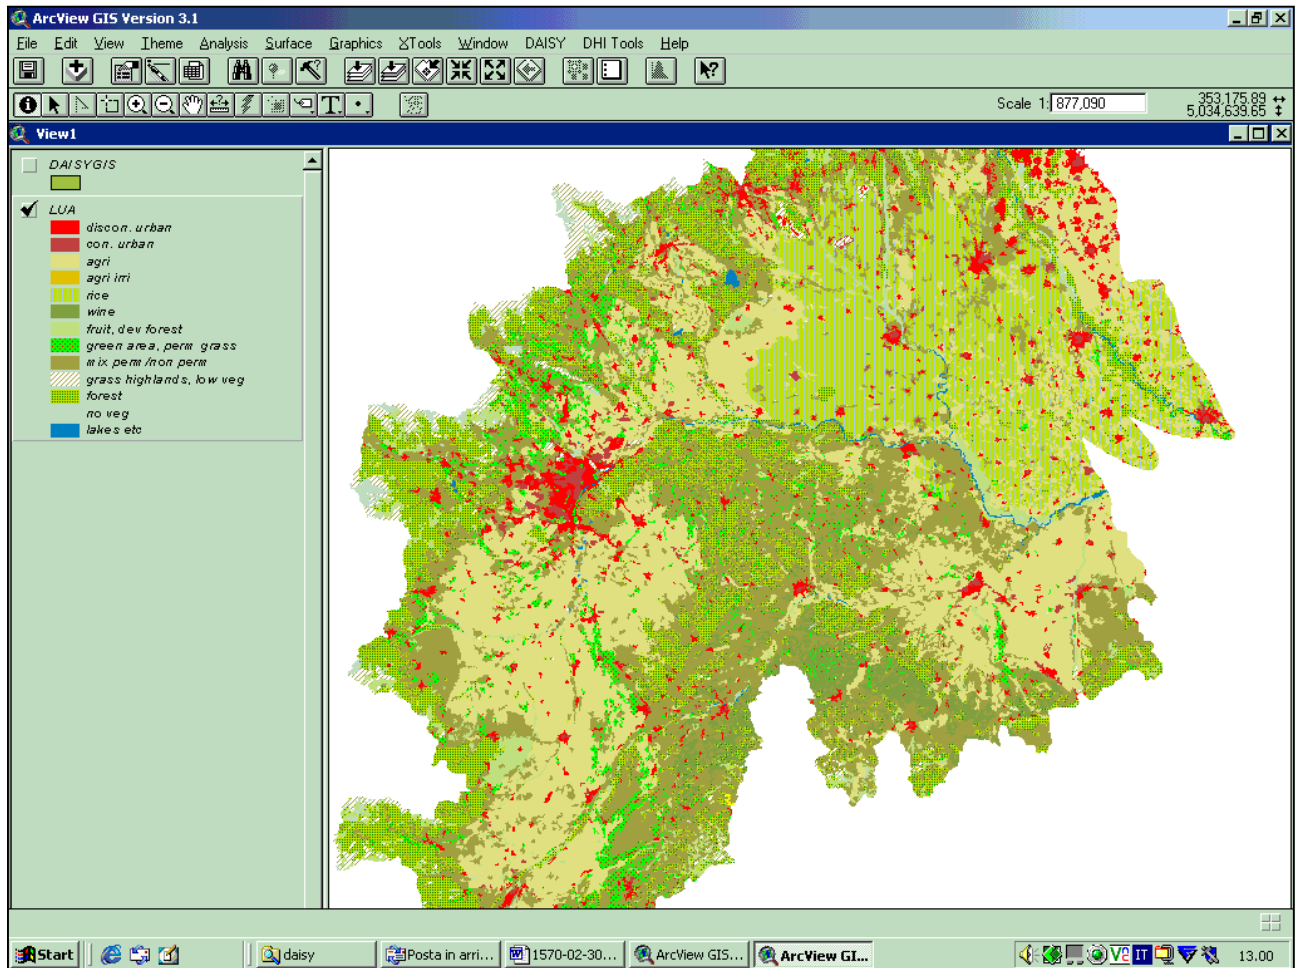 ArcView GIS Version 3.1
File Edit View Theme Analysis Surface Graphics XTools Window DAISY DHI Tools Help
Scale 1: 877,090
353,175.89
5,034,639.65
View1
DAISYGIS
LUA
discon. urban
con. urban
agri
agri irri
rice
wine
fruit, dev forest
green area, perm grass
mix perm /non perm
grass highlands, low veg
forest
no veg
lakes etc
Start daisy Posta in arri... 1570-02-30... ArcView GIS... ArcView GI... IT 13.00